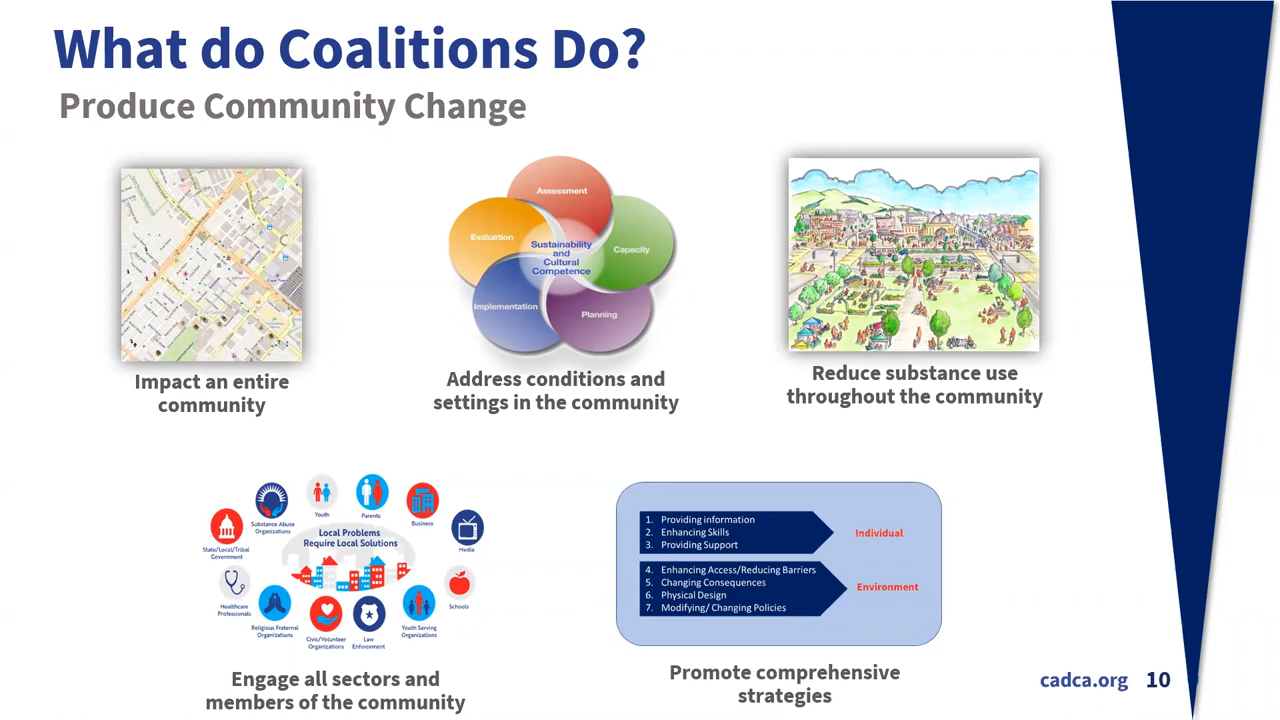 What do Coalitions Do?
Produce Community Change
Assessment
Evaluation
Capacity
Sustainability
and
Cultural
Competence
Implementation
Planning
Impact an entire
community
Address conditions and
settings in the community
Reduce substance use
throughout the community
Youth
Parents
Substance Abuse
Organizations
Business
State/Local/Tribal
Government
Local Problems
Require Local Solutions
Media
Healthcare
Professionals
Schools
Religious Fraternal
Organizations
Civic/Volunteer
Organizations
Law
Enforcement
Youth Serving
Organizations
Engage all sectors and
members of the community
1. Providing information
2. Enhancing Skills
3. Providing Support
Individual
4. Enhancing Access/Reducing Barriers
5. Changing Consequences
6. Physical Design
7. Modifying/ Changing Policies
Environment
Promote comprehensive
strategies
cadca.org 10